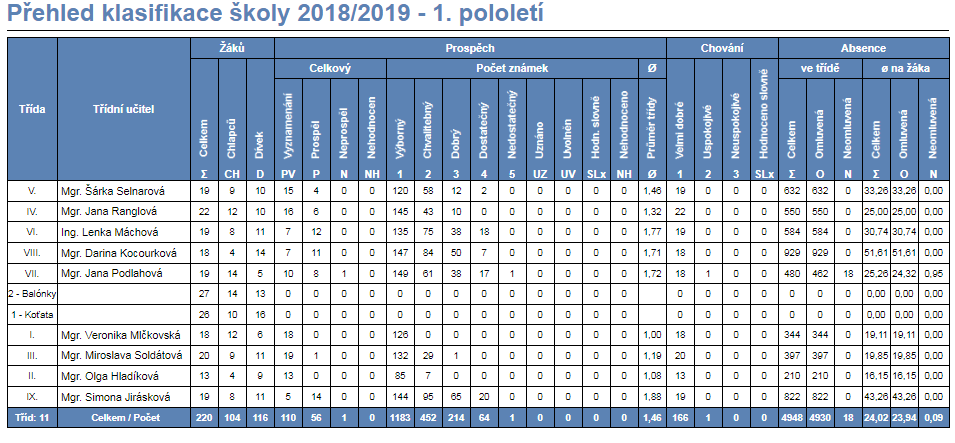 Přehled klasifikace školy 2018/2019 - 1. pololetí
Třída Třídní učitel Žáků Prospěch Chování Absence
Celkový Počet známek Ø ve třídě ø na žáka
Celkem Chlapců Dívek Vyznamenání Prospěl Neprospěl Nehodnocen Výborný Chvalitebný Dobrý Dostatečný Nedostatečný Uznáno Uvolněn Hodn. slovně Nehodnoceno Průměr třídy Velmi dobré Uspokojivé Neuspokojivé Hodnoceno slovně Celkem Omluvená Neomluvená Celkem Omluvená Neomluvená
Σ CH D PV P N NH 1 2 3 4 5 UZ UV SLx NH Ø 1 2 3 SLx Σ O N Σ O N
V. Mgr. Šárka Selnarová 19 9 10 15 4 0 0 120 58 12 2 0 0 0 0 0 1,46 19 0 0 0 632 632 0 33,26 33,26 0,00
IV. Mgr. Jana Ranglová 22 12 10 16 6 0 0 145 43 10 0 0 0 0 0 0 1,32 22 0 0 0 550 550 0 25,00 25,00 0,00
VI. Ing. Lenka Máchová 19 8 11 7 12 0 0 135 75 38 18 0 0 0 0 0 1,77 19 0 0 0 584 584 0 30,74 30,74 0,00
VIII. Mgr. Darina Kocourková 18 4 14 7 11 0 0 147 84 50 7 0 0 0 0 0 1,71 18 0 0 0 929 929 0 51,61 51,61 0,00
VII. Mgr. Jana Podlahová 19 14 5 10 8 1 0 149 61 38 17 1 0 0 0 0 1,72 18 1 0 0 480 462 18 25,26 24,32 0,95
2 - Balónky 27 14 13 0 0 0 0 0 0 0 0 0 0 0 0 0 0 0 0 0 0 0 0 0,00 0,00 0,00
1 - Koťata 26 10 16 0 0 0 0 0 0 0 0 0 0 0 0 0 0 0 0 0 0 0 0 0,00 0,00 0,00
I. Mgr. Veronika Mlčkovská 18 12 6 18 0 0 0 126 0 0 0 0 0 0 0 0 1,00 18 0 0 0 344 344 0 19,11 19,11 0,00
III. Mgr. Miroslava Soldátová 20 9 11 19 1 0 0 132 29 1 0 0 0 0 0 0 1,19 20 0 0 0 397 397 0 19,85 19,85 0,00
II. Mgr. Olga Hladíková 13 4 9 13 0 0 0 85 7 0 0 0 0 0 0 0 1,08 13 0 0 0 210 210 0 16,15 16,15 0,00
IX. Mgr. Simona Jirásková 19 8 11 5 14 0 0 144 95 65 20 0 0 0 0 0 1,88 19 0 0 0 822 822 0 43,26 43,26 0,00
Tříd: 11 Celkem / Počet 220 104 116 110 56 1 0 1183 452 214 64 1 0 0 0 0 1,46 166 1 0 0 4948 4930 18 24,02 23,94 0,09